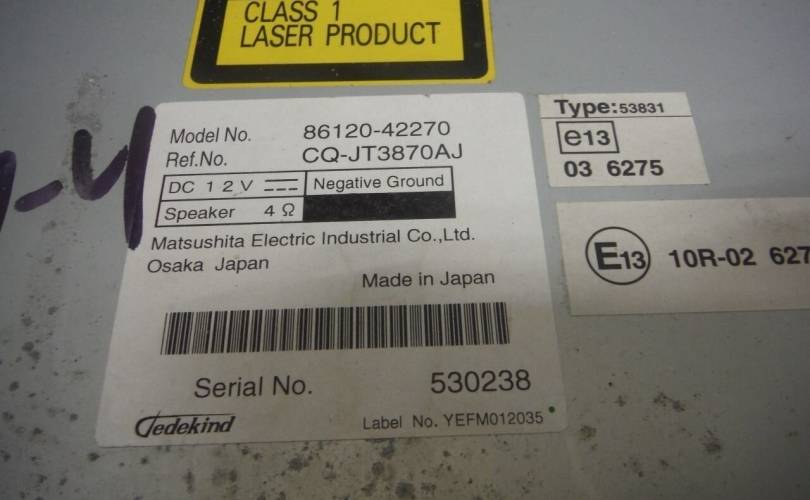 CLASS 1
LASER PRODUCT
Model No. 86120-42270
Ref.No. CQ-JT3870AJ
DC 12V Negative Ground
Speaker 4 Ω
Matsushita Electric Industrial Co.,Ltd.
Osaka Japan
Made in Japan
Serial No. 530238
Gedekind Label No. YEFM012035
Type:53831
e13
03 6275
E13 10R-02 627